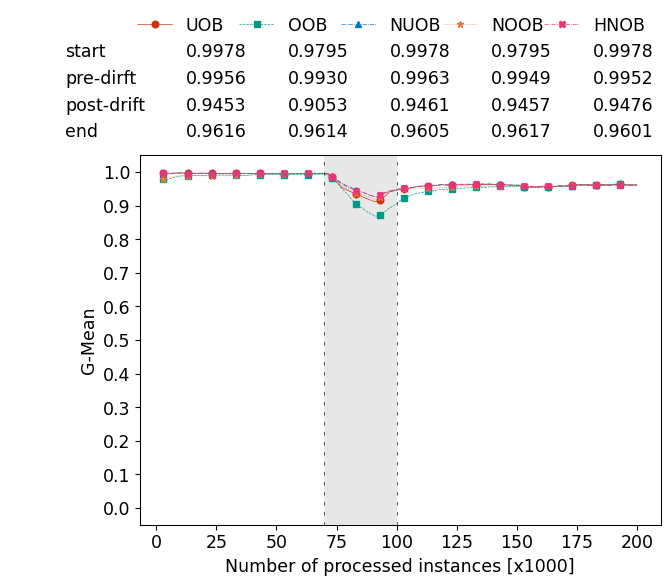 UOB OOB NUOB NOOB HNOB
start 0.9978 0.9795 0.9978 0.9795 0.9978
pre-dirft 0.9956 0.9930 0.9963 0.9949 0.9952
post-drift 0.9453 0.9053 0.9461 0.9457 0.9476
end 0.9616 0.9614 0.9605 0.9617 0.9601
1.0
0.9
0.8
0.7
0.6
0.5
0.4
0.3
0.2
0.1
0.0
G-Mean
0 25 50 75 100 125 150 175 200
Number of processed instances [x1000]